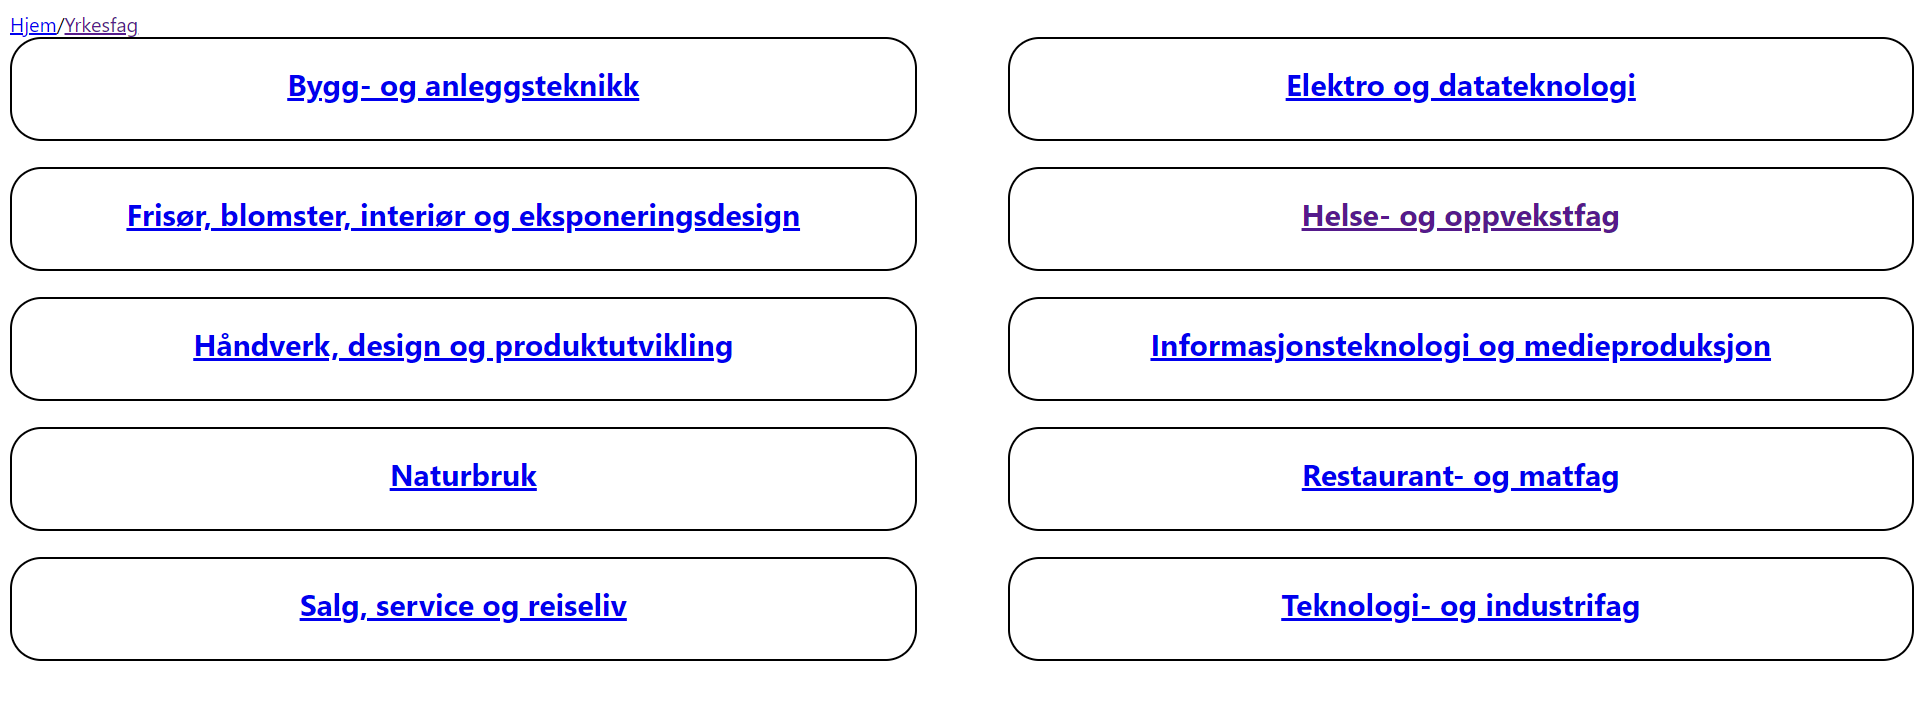 Hjem/Yrkesfag
Bygg- og anleggsteknikk
Elektro og datateknologi
Frisør, blomster, interiør og eksponeringsdesign
Helse- og oppvekstfag
Håndverk, design og produktutvikling
Informasjonsteknologi og medieproduksjon
Naturbruk
Restaurant- og matfag
Salg, service og reiseliv
Teknologi- og industrifag